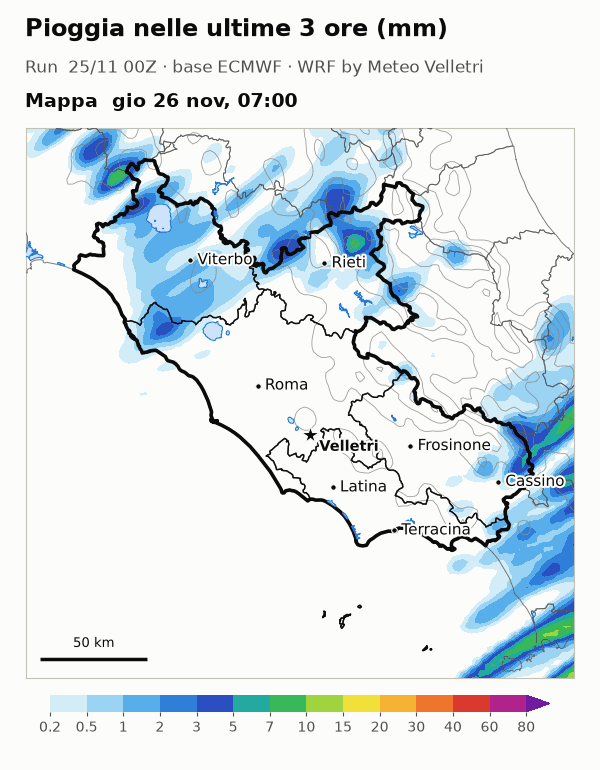 Pioggia nelle ultime 3 ore (mm)
Run  25/11 00Z · base ECMWF · WRF by Meteo Velletri
Mappa  gio 26 nov, 07:00
Viterbo
Rieti
Roma
Velletri
Frosinone
Cassino
Latina
Terracina
50 km
0.2 0.5 1 2 3 5 7 10 15 20 30 40 60 80